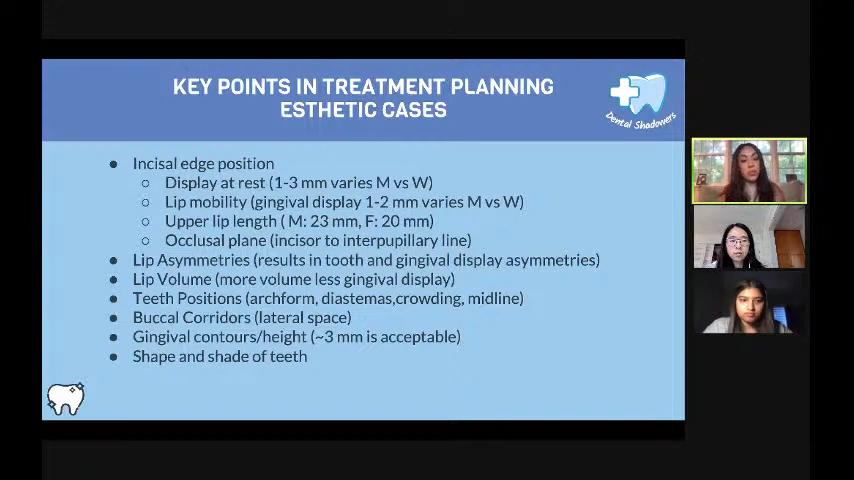 KEY POINTS IN TREATMENT PLANNING
ESTHETIC CASES
Dental Shadowers
● Incisal edge position
○ Display at rest (1-3 mm varies M vs W)
○ Lip mobility (gingival display 1-2 mm varies M vs W)
○ Upper lip length ( M: 23 mm, F: 20 mm)
○ Occlusal plane (incisor to interpupillary line)
● Lip Asymmetries (results in tooth and gingival display asymmetries)
● Lip Volume (more volume less gingival display)
● Teeth Positions (archform, diastemas,crowding, midline)
● Buccal Corridors (lateral space)
● Gingival contours/height (~3 mm is acceptable)
● Shape and shade of teeth